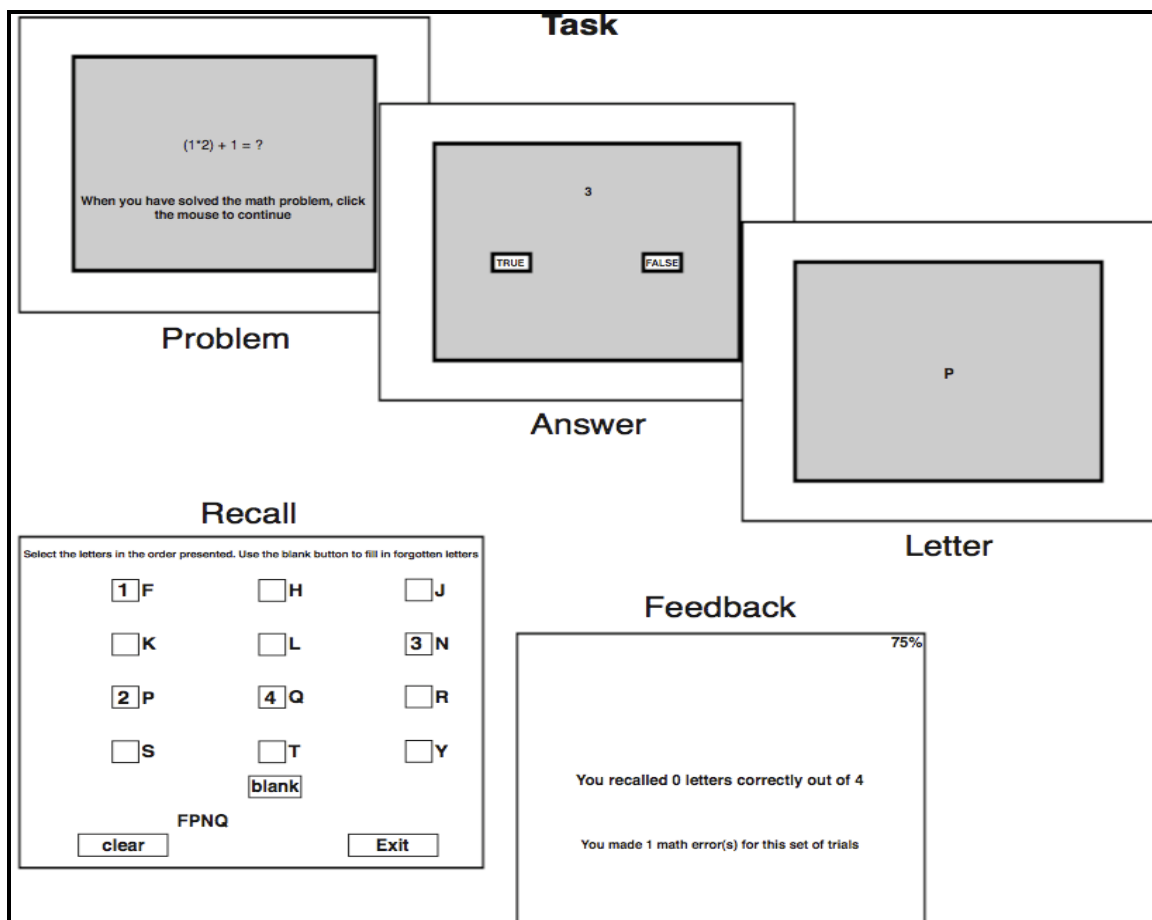 Task
(1*2) + 1 = ?
When you have solved the math problem, click
the mouse to continue
Problem
3
TRUE FALSE
Answer
P
Letter
Recall
Select the letters in the order presented. Use the blank button to fill in forgotten letters
1 F H J
K L 3 N
2 P 4 Q R
S T Y
blank
FPNQ
clear Exit
Feedback
75%
You recalled 0 letters correctly out of 4
You made 1 math error(s) for this set of trials